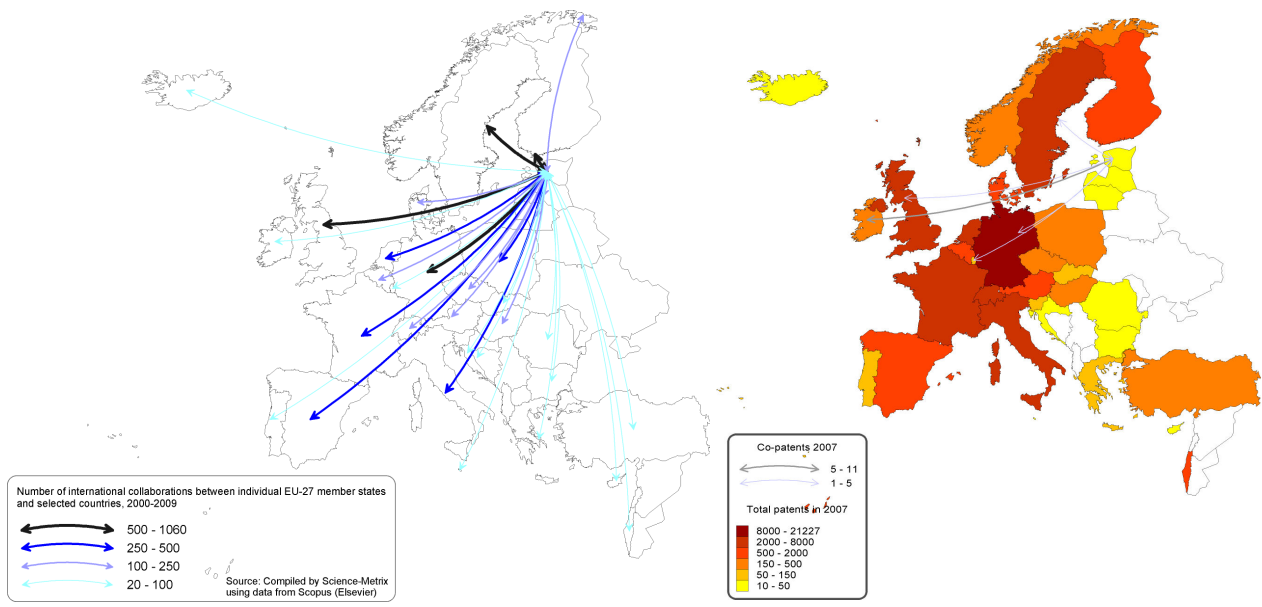 Number of international collaborations between individual EU-27 member states
and selected countries, 2000-2009
500 - 1060
250 - 500
100 - 250
20 - 100
Source: Compiled by Science-Metrix
using data from Scopus (Elsevier)
Co-patents 2007
5 - 11
1 - 5
Total patents in 2007
8000 - 21227
2000 - 8000
500 - 2000
150 - 500
50 - 150
10 - 50